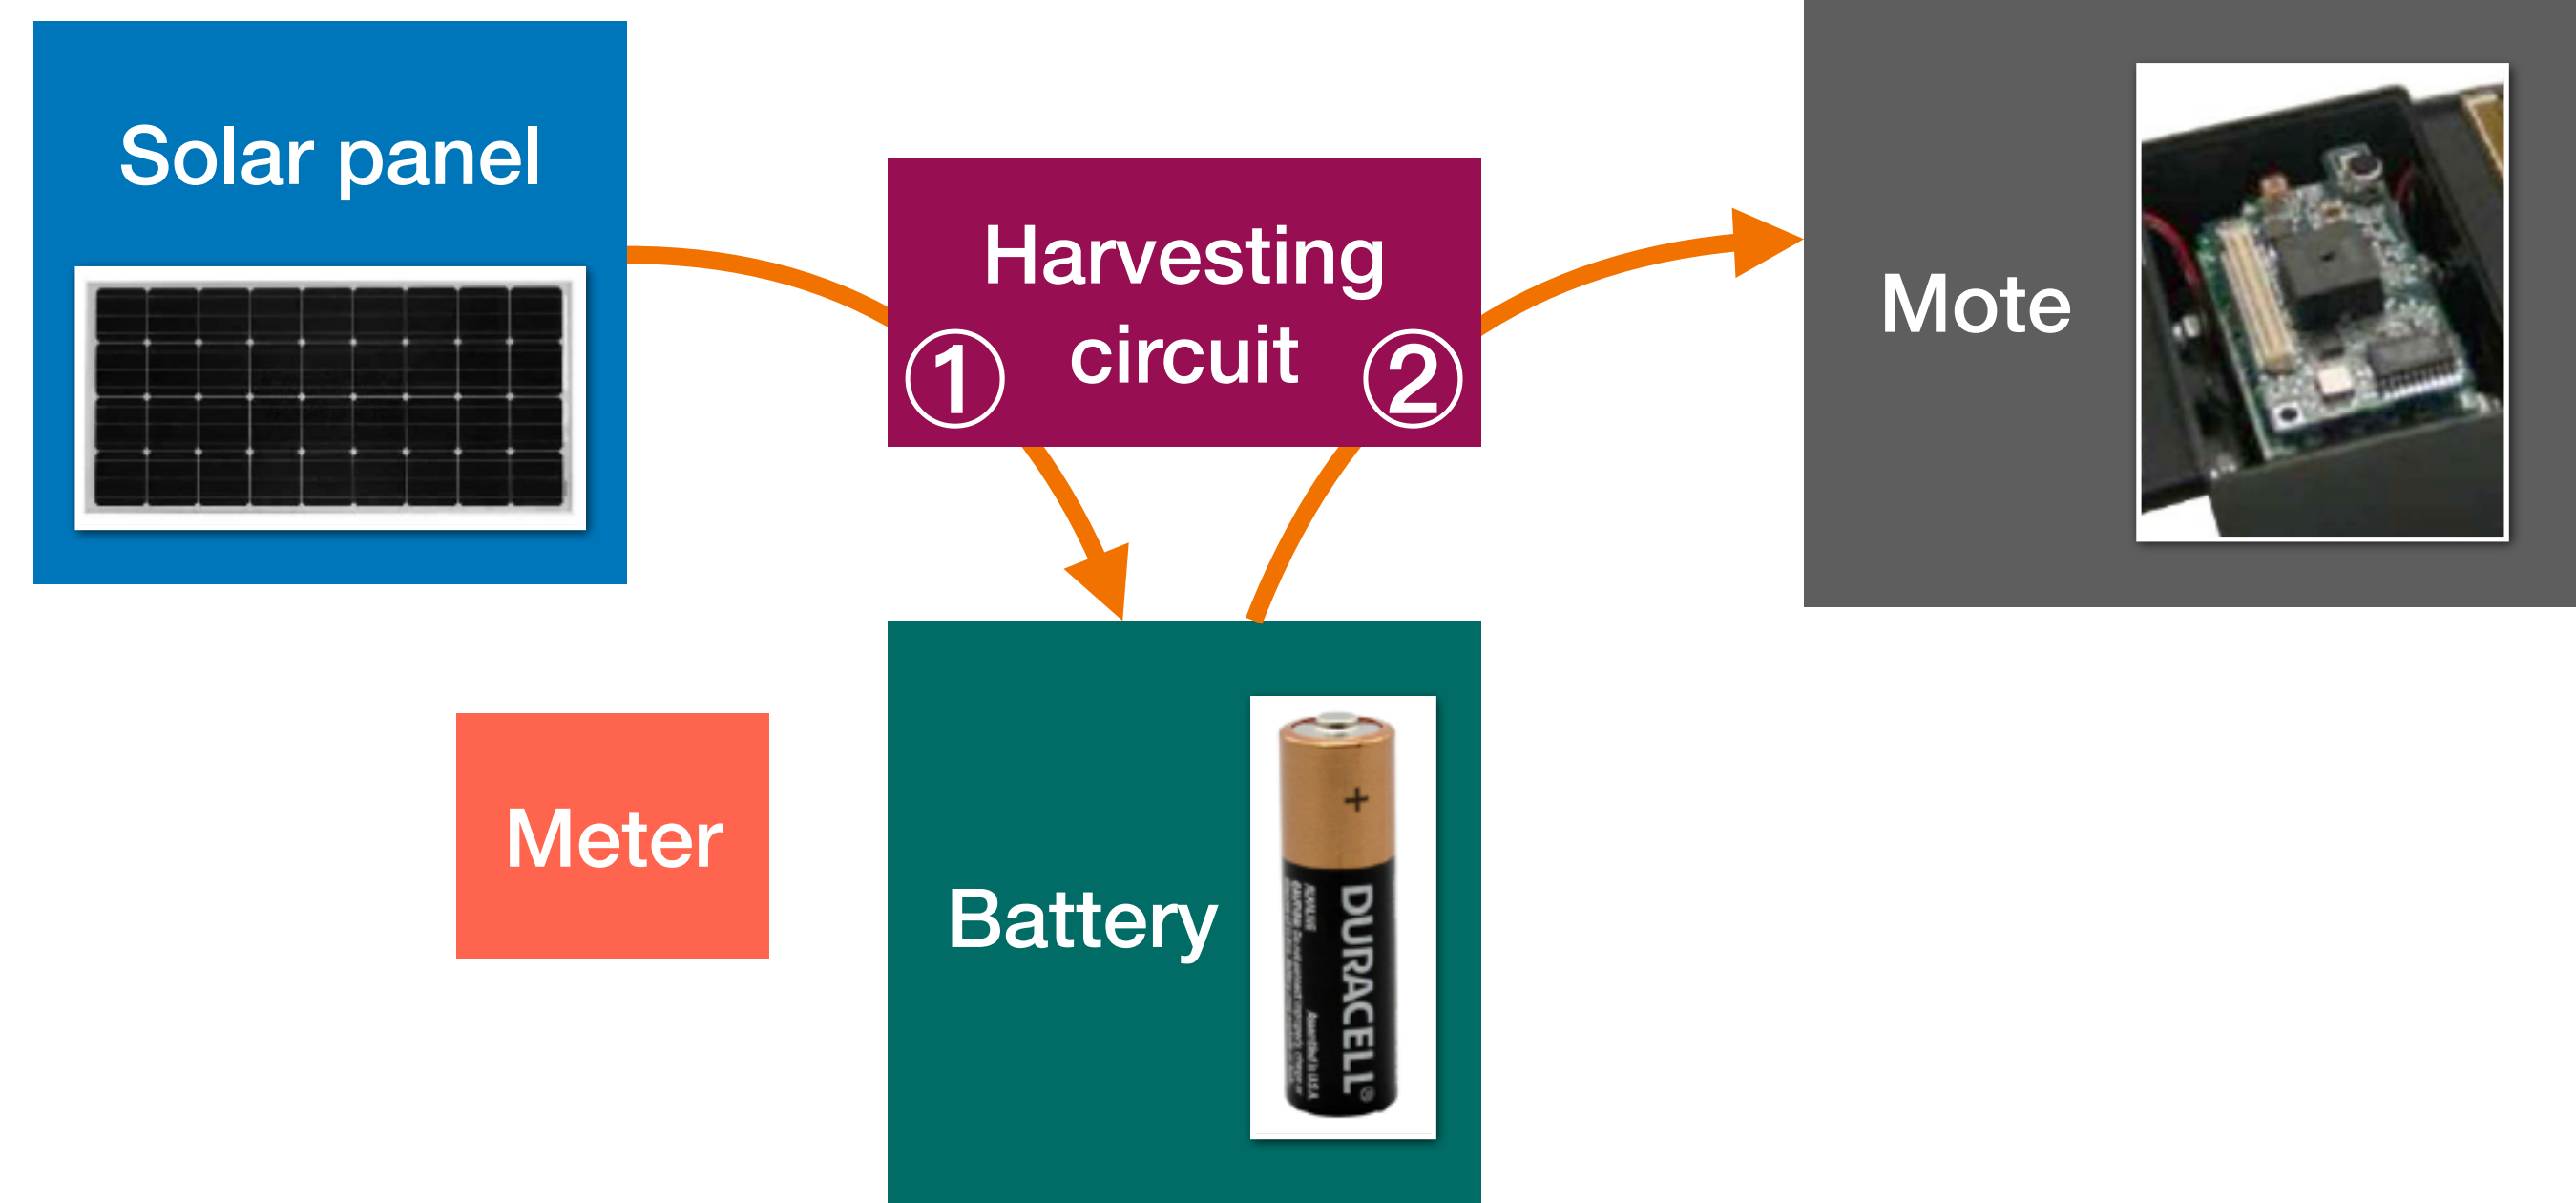 Solar panel
Harvesting
circuit
①
②
Mote
Meter
Battery
+
DURACELL®